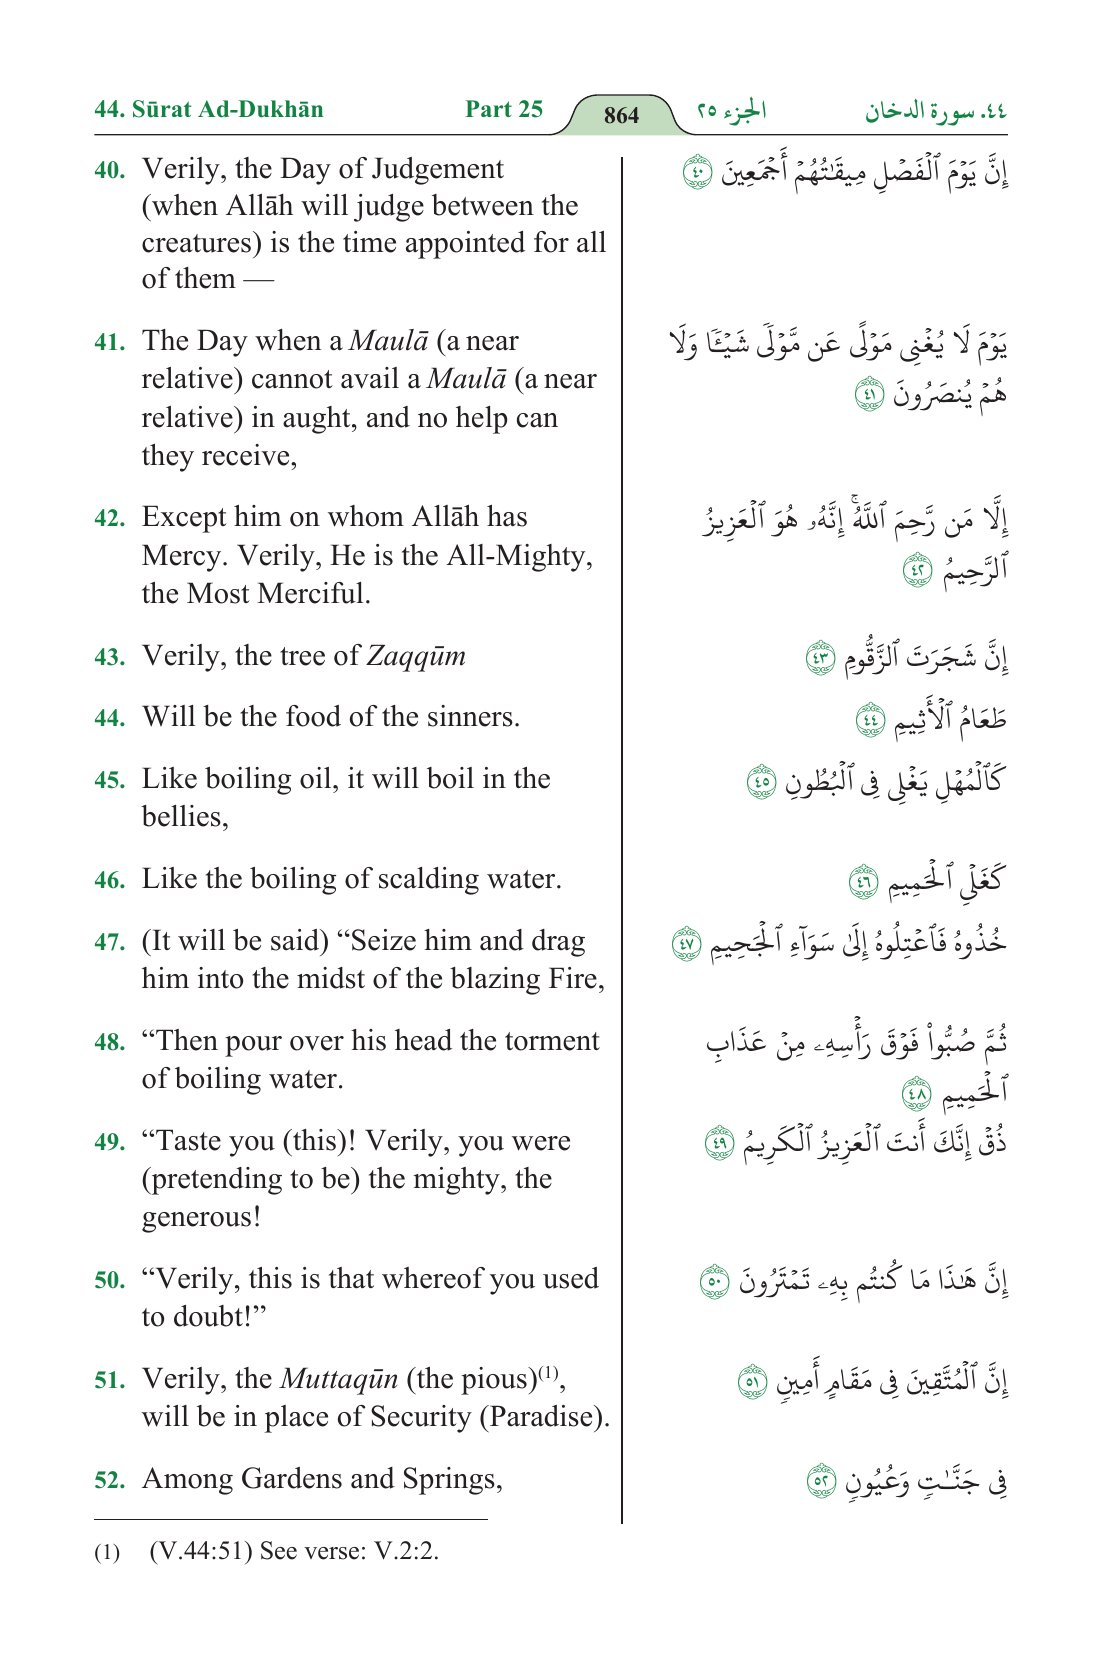 44. Sūrat Ad-Dukhān Part 25 864 الجزء ٢٥ ٤٤. سورة الدخان
40. Verily, the Day of Judgement
(when Allāh will judge between the
creatures) is the time appointed for all
of them —
إِنَّ يَوۡمَ ٱلۡفَصۡلِ مِيقَٰتُهُمۡ أَجۡمَعِينَ ٤٠
41. The Day when a Maulā (a near
relative) cannot avail a Maulā (a near
relative) in aught, and no help can
they receive,
يَوۡمَ لَا يُغۡنِي مَوۡلًى عَن مَّوۡلٗى شَيۡـٔٗا وَلَا
هُمۡ يُنصَرُونَ ٤١
42. Except him on whom Allāh has
Mercy. Verily, He is the All-Mighty,
the Most Merciful.
إِلَّا مَن رَّحِمَ ٱللَّهُۚ إِنَّهُۥ هُوَ ٱلۡعَزِيزُ
ٱلرَّحِيمُ ٤٢
43. Verily, the tree of Zaqqūm
إِنَّ شَجَرَتَ ٱلزَّقُّومِ ٤٣
44. Will be the food of the sinners.
طَعَامُ ٱلۡأَثِيمِ ٤٤
45. Like boiling oil, it will boil in the
bellies,
كَٱلۡمُهۡلِ يَغۡلِي فِي ٱلۡبُطُونِ ٤٥
46. Like the boiling of scalding water.
كَغَلۡيِ ٱلۡحَمِيمِ ٤٦
47. (It will be said) “Seize him and drag
him into the midst of the blazing Fire,
خُذُوهُ فَٱعۡتِلُوهُ إِلَىٰ سَوَآءِ ٱلۡجَحِيمِ ٤٧
48. “Then pour over his head the torment
of boiling water.
ثُمَّ صُبُّواْ فَوۡقَ رَأۡسِهِۦ مِنۡ عَذَابِ
ٱلۡحَمِيمِ ٤٨
49. “Taste you (this)! Verily, you were
(pretending to be) the mighty, the
generous!
ذُقۡ إِنَّكَ أَنتَ ٱلۡعَزِيزُ ٱلۡكَرِيمُ ٤٩
50. “Verily, this is that whereof you used
to doubt!”
إِنَّ هَٰذَا مَا كُنتُم بِهِۦ تَمۡتَرُونَ ٥٠
51. Verily, the Muttaqūn (the pious)(1),
will be in place of Security (Paradise).
إِنَّ ٱلۡمُتَّقِينَ فِي مَقَامٍ أَمِينٖ ٥١
52. Among Gardens and Springs,
فِي جَنَّٰتٖ وَعُيُونٖ ٥٢
(1) (V.44:51) See verse: V.2:2.